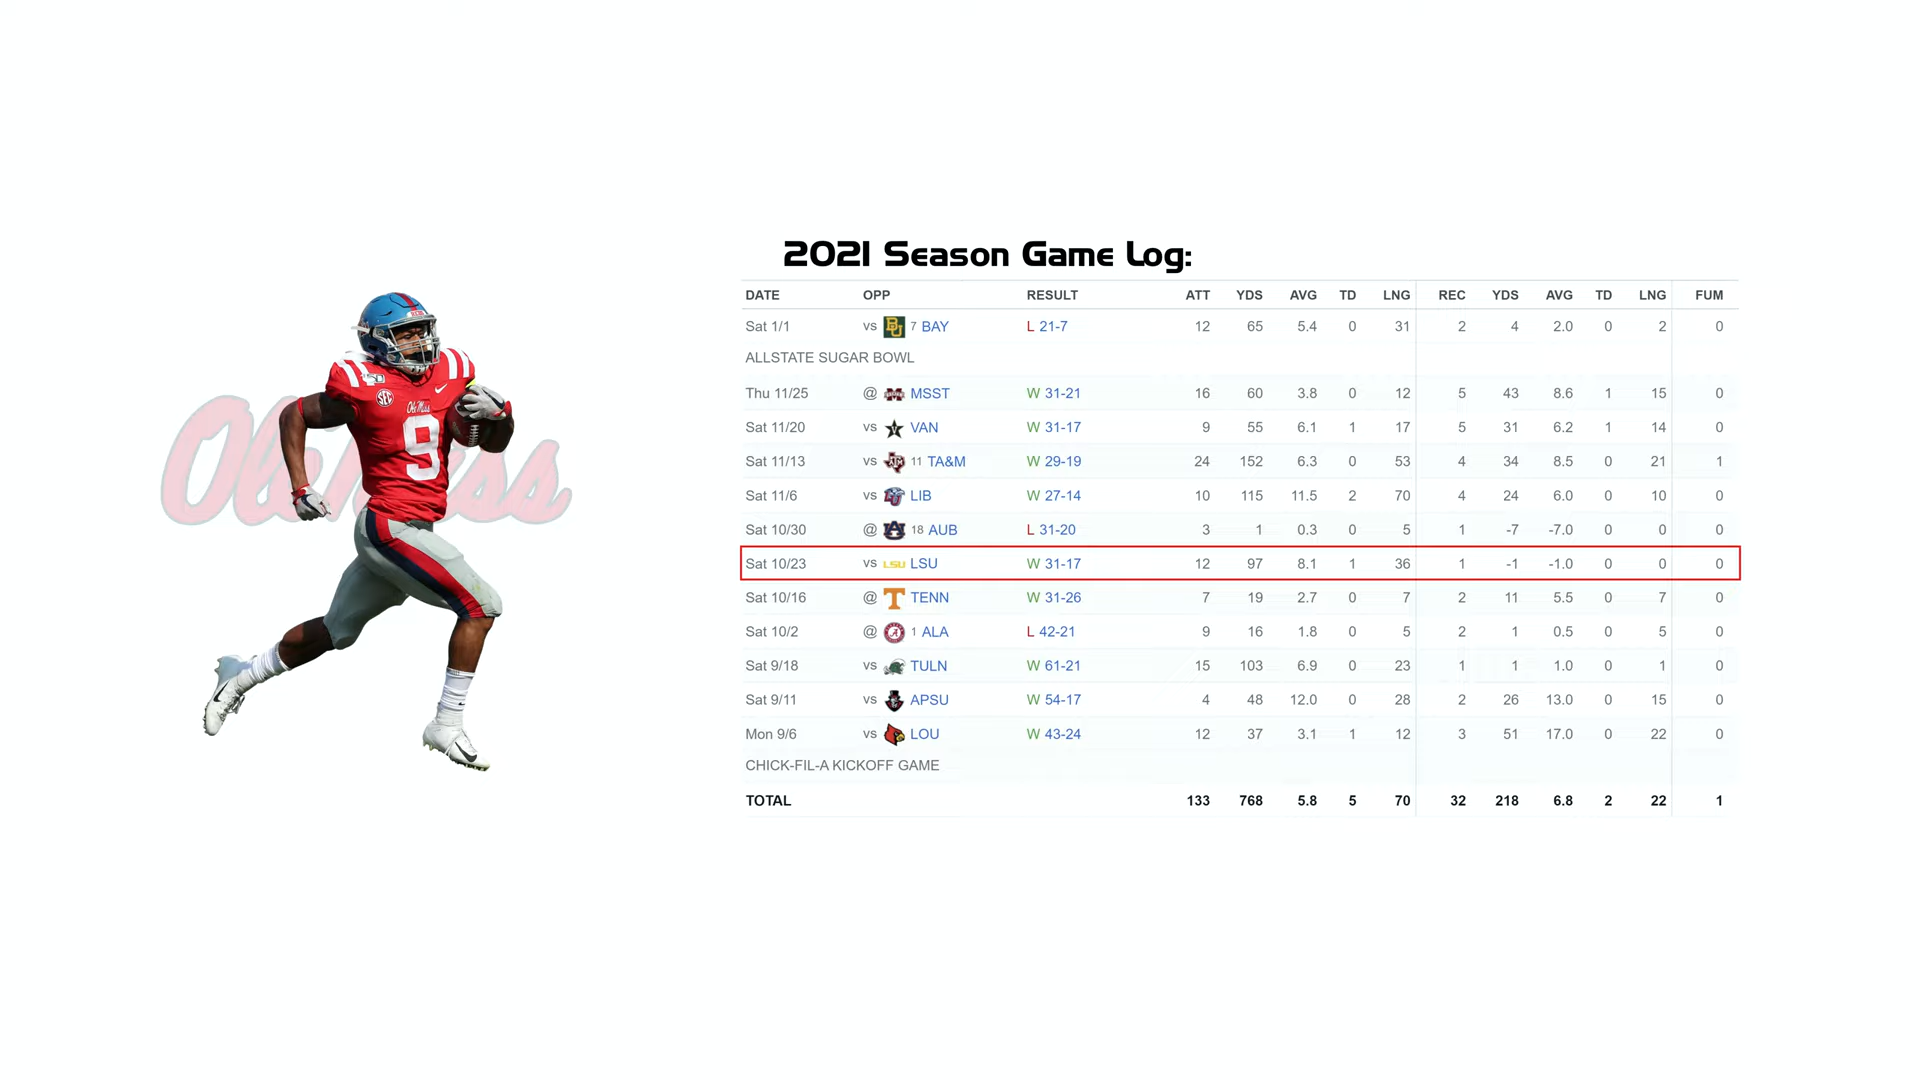 2021 Season Game Log:
DATE OPP RESULT ATT YDS AVG TD LNG REC YDS AVG TD LNG FUM
Sat 1/1 vs BU 7 BAY L 21-7 12 65 5.4 0 31 2 4 2.0 0 2 0
ALLSTATE SUGAR BOWL
Thu 11/25 @ MSST W 31-21 16 60 3.8 0 12 5 43 8.6 1 15 0
Sat 11/20 vs VAN W 31-17 9 55 6.1 1 17 5 31 6.2 1 14 0
Sat 11/13 vs ATM 11 TA&M W 29-19 24 152 6.3 0 53 4 34 8.5 0 21 1
Sat 11/6 vs LIB W 27-14 10 115 11.5 2 70 4 24 6.0 0 10 0
Sat 10/30 @ AU 18 AUB L 31-20 3 1 0.3 0 5 1 -7 -7.0 0 0 0
Sat 10/23 vs LSU LSU W 31-17 12 97 8.1 1 36 1 -1 -1.0 0 0 0
Sat 10/16 @ T TENN W 31-26 7 19 2.7 0 7 2 11 5.5 0 7 0
Sat 10/2 @ A 1 ALA L 42-21 9 16 1.8 0 5 2 1 0.5 0 5 0
Sat 9/18 vs TULN W 61-21 15 103 6.9 0 23 1 1 1.0 0 1 0
Sat 9/11 vs APSU W 54-17 4 48 12.0 0 28 2 26 13.0 0 15 0
Mon 9/6 vs LOU W 43-24 12 37 3.1 1 12 3 51 17.0 0 22 0
CHICK-FIL-A KICKOFF GAME
TOTAL 133 768 5.8 5 70 32 218 6.8 2 22 1
Ole Miss
SEC
Ole Miss
9